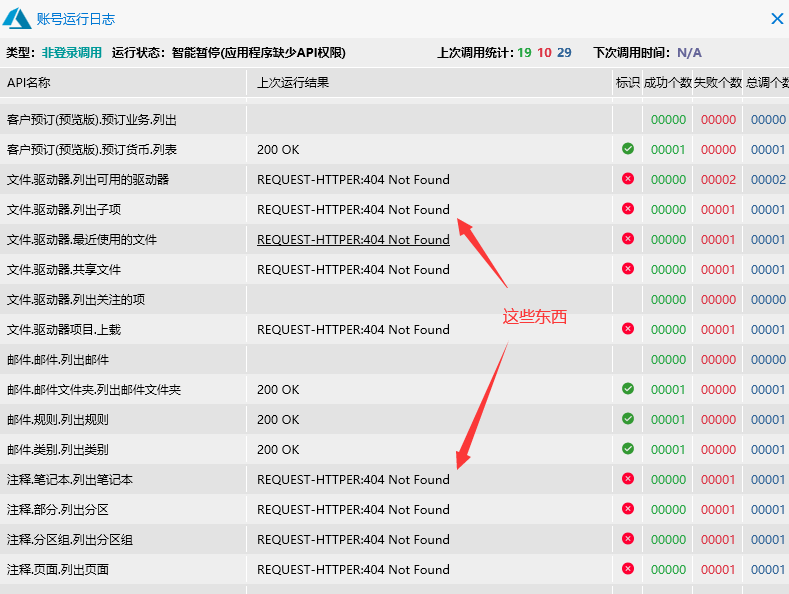 账号运行日志
类型：非登录调用 运行状态：智能暂停(应用程序缺少API权限) 上次调用统计：19 10 29 下次调用时间：N/A
API名称 上次运行结果 标识 成功个数 失败个数 总调个数
客户预订(预览版).预订业务.列出 00000 00000 00000
客户预订(预览版).预订货币.列表 200 OK 00001 00000 00001
文件.驱动器.列出可用的驱动器 REQUEST-HTTPER:404 Not Found 00000 00002 00002
文件.驱动器.列出子项 REQUEST-HTTPER:404 Not Found 00000 00001 00001
文件.驱动器.最近使用的文件 REQUEST-HTTPER:404 Not Found 00000 00001 00001
文件.驱动器.共享文件 REQUEST-HTTPER:404 Not Found 00000 00001 00001
文件.驱动器.列出关注的项 00000 00000 00000
这些东西
文件.驱动器项目.上载 REQUEST-HTTPER:404 Not Found 00000 00001 00001
邮件.邮件.列出邮件 00000 00000 00000
邮件.邮件文件夹.列出邮件文件夹 200 OK 00001 00000 00001
邮件.规则.列出规则 200 OK 00001 00000 00001
邮件.类别.列出类别 200 OK 00001 00000 00001
注释.笔记本.列出笔记本 REQUEST-HTTPER:404 Not Found 00000 00001 00001
注释.部分.列出分区 REQUEST-HTTPER:404 Not Found 00000 00001 00001
注释.分区组.列出分区组 REQUEST-HTTPER:404 Not Found 00000 00001 00001
注释.页面.列出页面 REQUEST-HTTPER:404 Not Found 00000 00001 00001